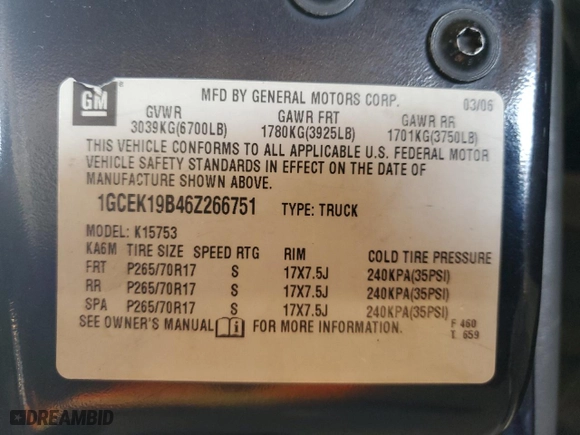 GM
MFD BY GENERAL MOTORS CORP. 03/06
GVWR GAWR FRT GAWR RR
3039KG(6700LB) 1780KG(3925LB) 1701KG(3750LB)
THIS VEHICLE CONFORMS TO ALL APPLICABLE U.S. FEDERAL MOTOR
VEHICLE SAFETY STANDARDS IN EFFECT ON THE DATE OF
MANUFACTURE SHOWN ABOVE.
1GCEK19B46Z266751 TYPE: TRUCK
MODEL: K15753
KA6M TIRE SIZE SPEED RTG RIM COLD TIRE PRESSURE
FRT P265/70R17 S 17X7.5J 240KPA(35PSI)
RR P265/70R17 S 17X7.5J 240KPA(35PSI)
SPA P265/70R17 S 17X7.5J 240KPA(35PSI)
SEE OWNER'S MANUAL i FOR MORE INFORMATION. F 460
T 659
DREAMBID